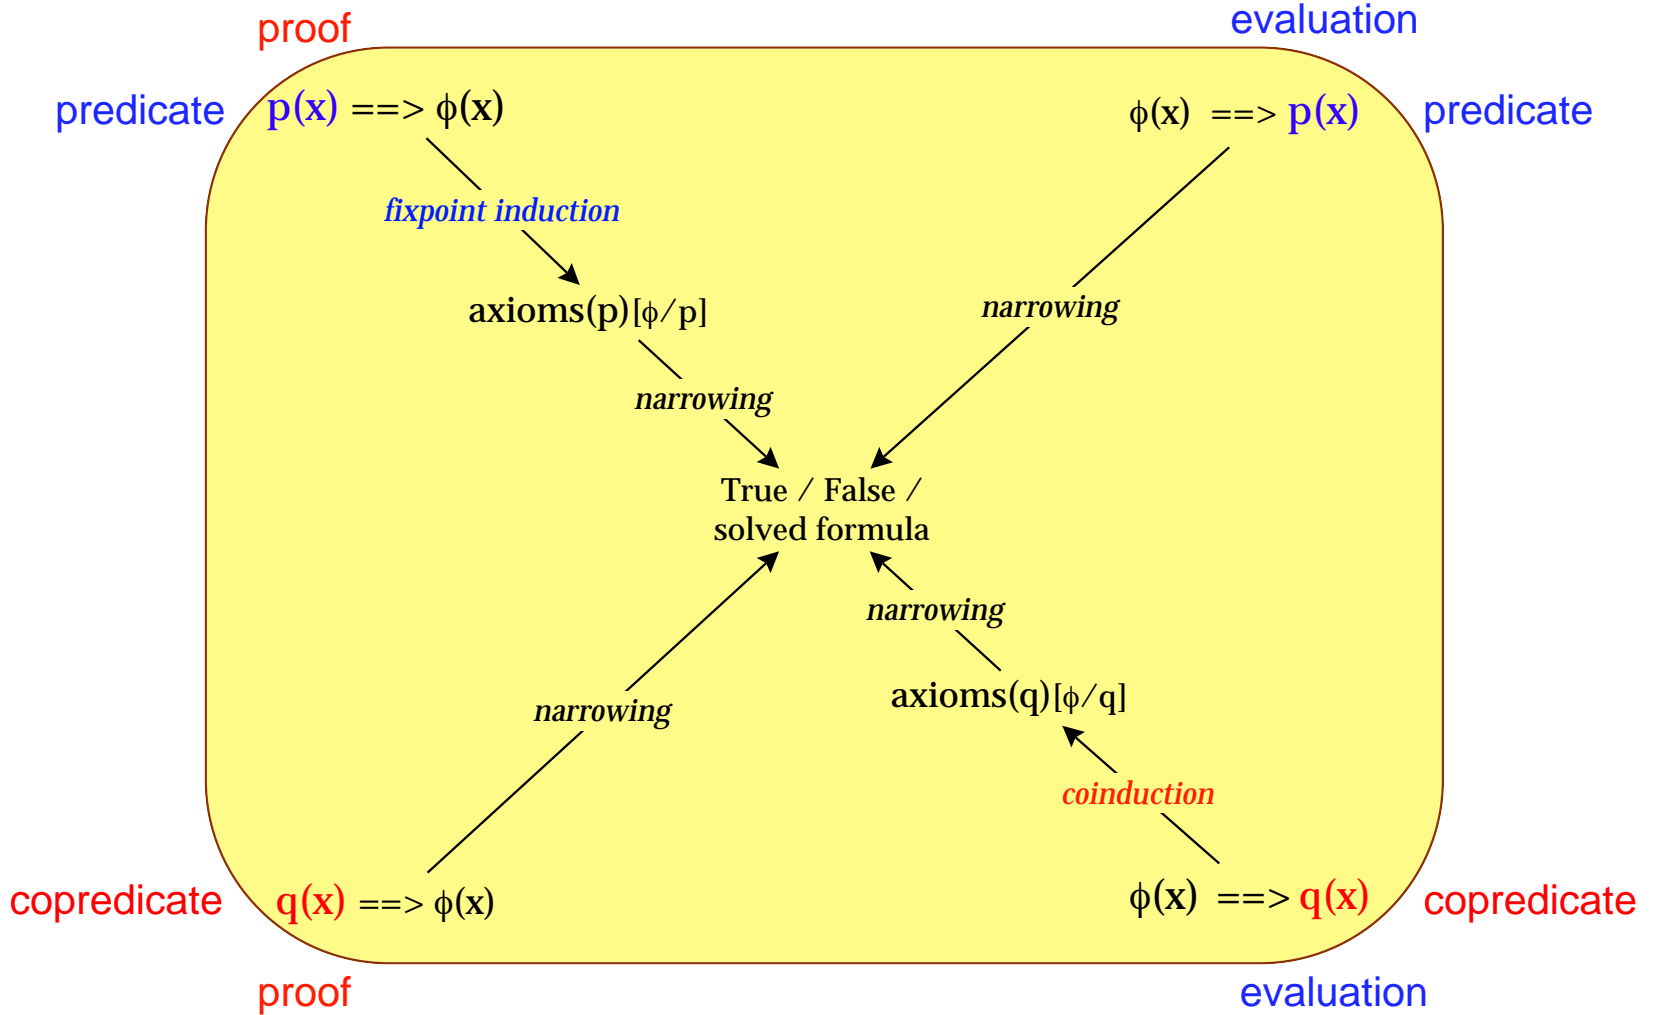 proof
evaluation
predicate
p(x) ==> ϕ(x)
ϕ(x) ==> p(x)
predicate
fixpoint induction
axioms(p)[ϕ/p]
narrowing
narrowing
True / False /
solved formula
narrowing
axioms(q)[ϕ/q]
narrowing
coinduction
copredicate
q(x) ==> ϕ(x)
ϕ(x) ==> q(x)
copredicate
proof
evaluation